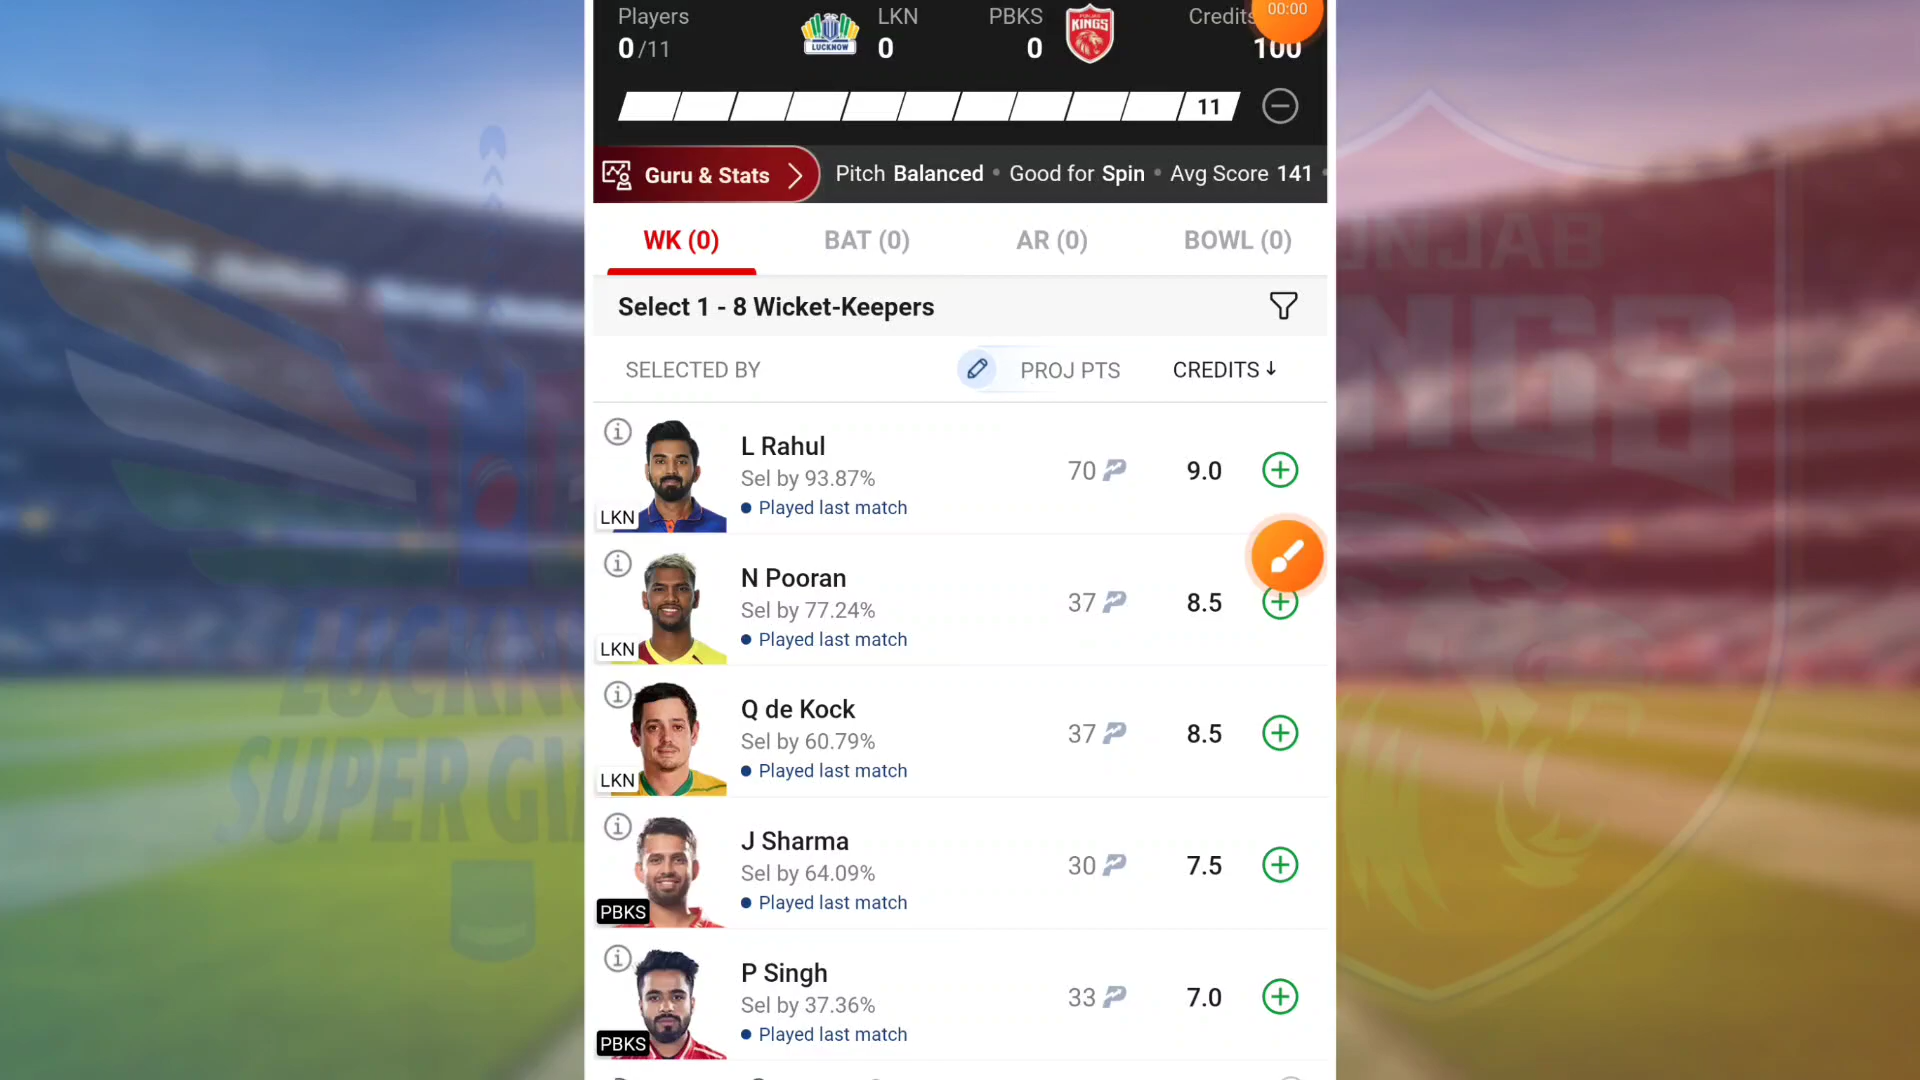 Players
0/11
LUCKNOW
LKN
0
PBKS
0
KINGS
Credits
100
00:00
11
Guru & Stats
Pitch Balanced • Good for Spin • Avg Score 141
WK (0)
BAT (0)
AR (0)
BOWL (0)
Select 1 - 8 Wicket-Keepers
SELECTED BY
PROJ PTS
CREDITS↓
L Rahul
Sel by 93.87%
Played last match
LKN
70
9.0
N Pooran
Sel by 77.24%
Played last match
LKN
37
8.5
Q de Kock
Sel by 60.79%
Played last match
LKN
37
8.5
J Sharma
Sel by 64.09%
Played last match
PBKS
30
7.5
P Singh
Sel by 37.36%
Played last match
PBKS
33
7.0